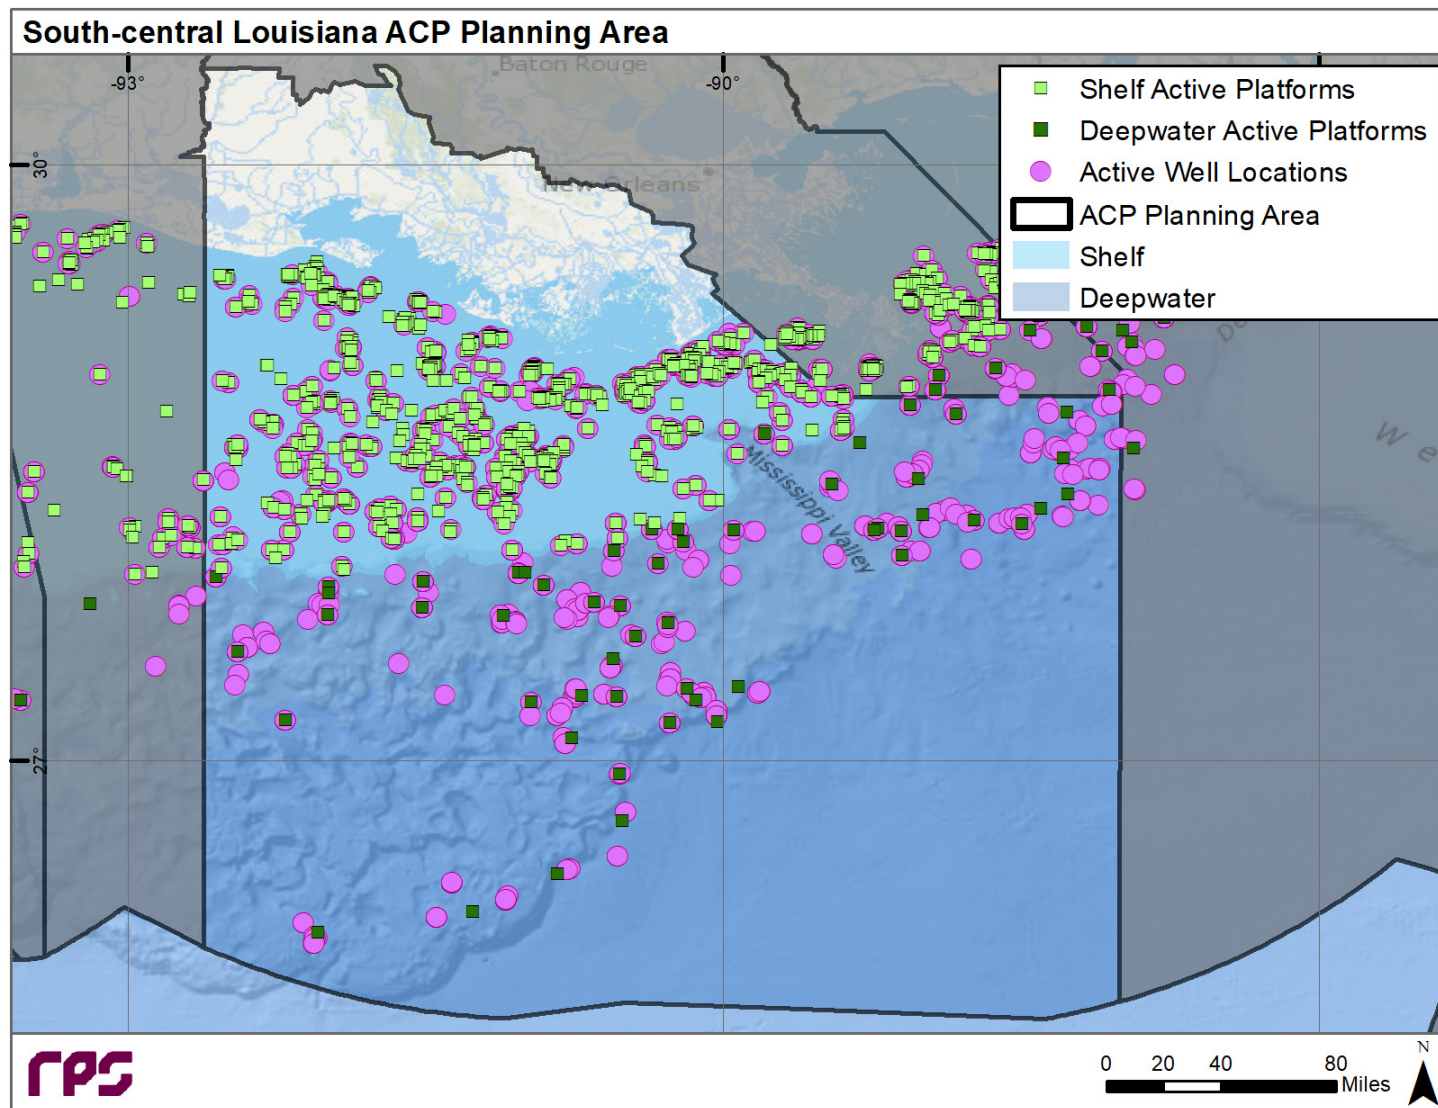 South-central Louisiana ACP Planning Area
Baton Rouge
-93°
-90°
Shelf Active Platforms
Deepwater Active Platforms
Active Well Locations
ACP Planning Area
Shelf
Deepwater
30°
New Orleans
Mississippi Valley
27°
rps
0 20 40 80
Miles
N